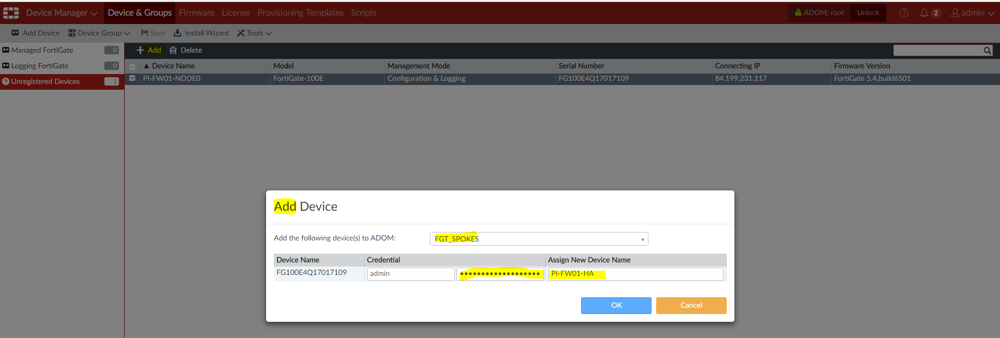 Device Manager Device & Groups Firmware License Provisioning Templates Scripts ADOM: root Unlock ? 2 admin
Add Device Device Group Save Install Wizard Tools
Managed FortiGate 0 Add Delete
Logging FortiGate 0 Device Name Model Management Mode Serial Number Connecting IP Firmware Version
? Unregistered Devices 1 PI-FW01-NODE0 FortiGate-100E Configuration & Logging FG100E4Q17017109 84.199.231.117 FortiGate 5.4,build6501
Add Device
Add the following device(s) to ADOM: FGT_SPOKES
Device Name Credential Assign New Device Name
FG100E4Q17017109 admin ●●●●●●●●●●●●●●●●●●● PI-FW01-HA
OK Cancel